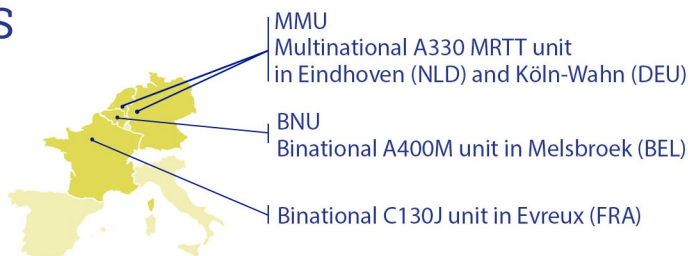 S
MMU
Multinational A330 MRTT unit
in Eindhoven (NLD) and Köln-Wahn (DEU)
BNU
Binational A400M unit in Melsbroek (BEL)
Binational C130J unit in Evreux (FRA)